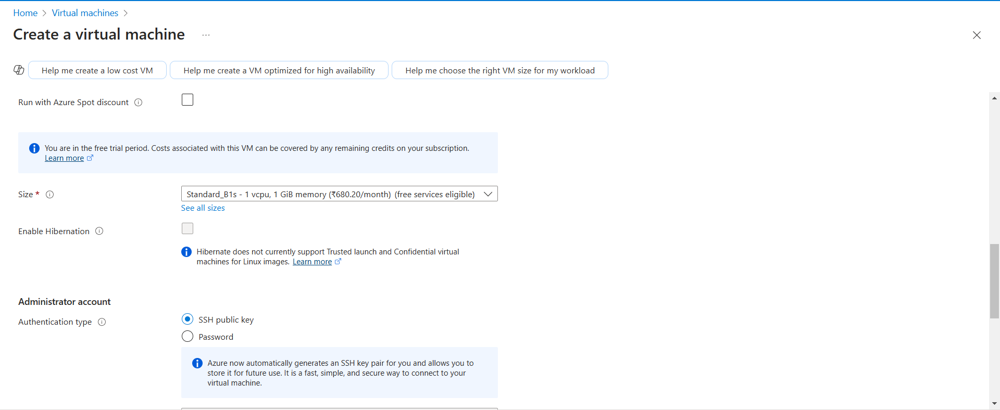 Home > Virtual machines >
Create a virtual machine ...
Help me create a low cost VM
Help me create a VM optimized for high availability
Help me choose the right VM size for my workload
Run with Azure Spot discount
You are in the free trial period. Costs associated with this VM can be covered by any remaining credits on your subscription.
Learn more
Size *
Standard_B1s - 1 vcpu, 1 GiB memory (₹680.20/month) (free services eligible)
See all sizes
Enable Hibernation
Hibernate does not currently support Trusted launch and Confidential virtual
machines for Linux images. Learn more
Administrator account
Authentication type
SSH public key
Password
Azure now automatically generates an SSH key pair for you and allows you to
store it for future use. It is a fast, simple, and secure way to connect to your
virtual machine.